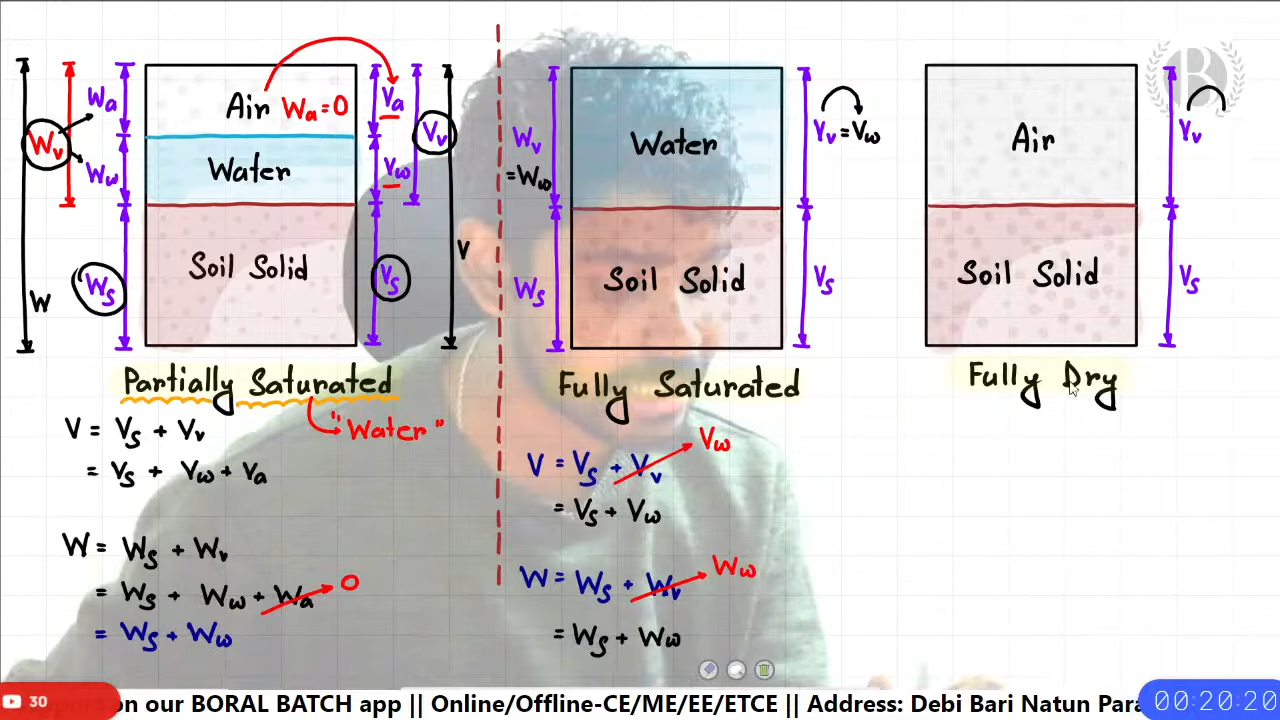 Wa
Wv
Ww
Ws
W
Air Wa=0
Water
Soil Solid
Va
Vv
Vw
Vs
V
Partially Saturated
"Water"
V = Vs + Vv
= Vs + Vw + Va
W = Ws + Wv
= Ws + Ww + Wa 0
= Ws + Ww
Wv
= Ww
Ws
Water
Soil Solid
Vv = Vw
Vs
Fully Saturated
V = Vs + Vv Vw
= Vs + Vw
W = Ws + Wv Ww
= Ws + Ww
Air
Soil Solid
Vv
Vs
Fully Dry
B
30
on our BORAL BATCH app || Online/Offline-CE/ME/EE/ETCE || Address: Debi Bari Natun Para
00:20:20